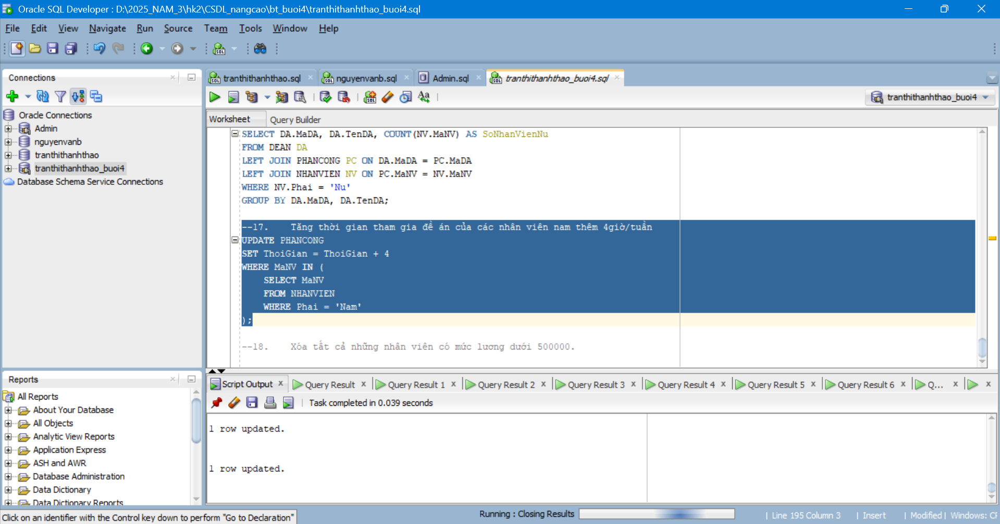 Oracle SQL Developer : D:\2025_NAM_3\hk2\CSDL_nangcao\bt_buoi4\tranthithanhthao_buoi4.sql
File Edit View Navigate Run Source Team Tools Window Help
Connections
Oracle Connections
Admin
nguyenvanb
tranthithanhthao
tranthithanhthao_buoi4
Database Schema Service Connections
Reports
All Reports
About Your Database
All Objects
Analytic View Reports
Application Express
ASH and AWR
Database Administration
Data Dictionary
Data Dictionary Reports
tranthithanhthao.sql nguyenvanb.sql Admin.sql tranthithanhthao_buoi4.sql
tranthithanhthao_buoi4
Worksheet Query Builder
SELECT DA.MaDA, DA.TenDA, COUNT(NV.MaNV) AS SoNhanVienNu
FROM DEAN DA
LEFT JOIN PHANCONG PC ON DA.MaDA = PC.MaDA
LEFT JOIN NHANVIEN NV ON PC.MaNV = NV.MaNV
WHERE NV.Phai = 'Nu'
GROUP BY DA.MaDA, DA.TenDA;
--17. Tăng thời gian tham gia đề án của các nhân viên nam thêm 4giờ/tuần
UPDATE PHANCONG
SET ThoiGian = ThoiGian + 4
WHERE MaNV IN (
SELECT MaNV
FROM NHANVIEN
WHERE Phai = 'Nam'
);
--18. Xóa tất cả những nhân viên có mức lương dưới 500000.
Script Output Query Result Query Result 1 Query Result 2 Query Result 3 Query Result 4 Query Result 5 Query Result 6 Q...
Task completed in 0.039 seconds
1 row updated.
1 row updated.
Click on an identifier with the Control key down to perform "Go to Declaration"
Running : Closing Results
Line 195 Column 3 | Insert | Modified | Windows: CF